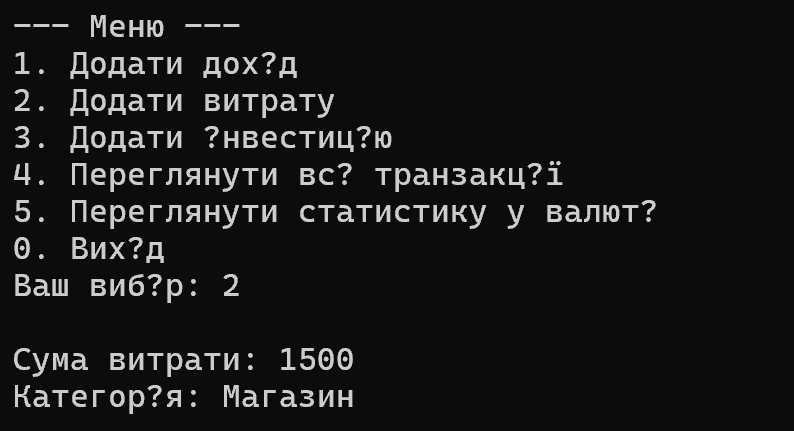 --- Меню ---
1. Додати дох?д
2. Додати витрату
3. Додати ?нвестиц?ю
4. Переглянути вс? транзакц?ї
5. Переглянути статистику у валют?
0. Вих?д
Ваш виб?р: 2
Сума витрати: 1500
Категор?я: Магазин